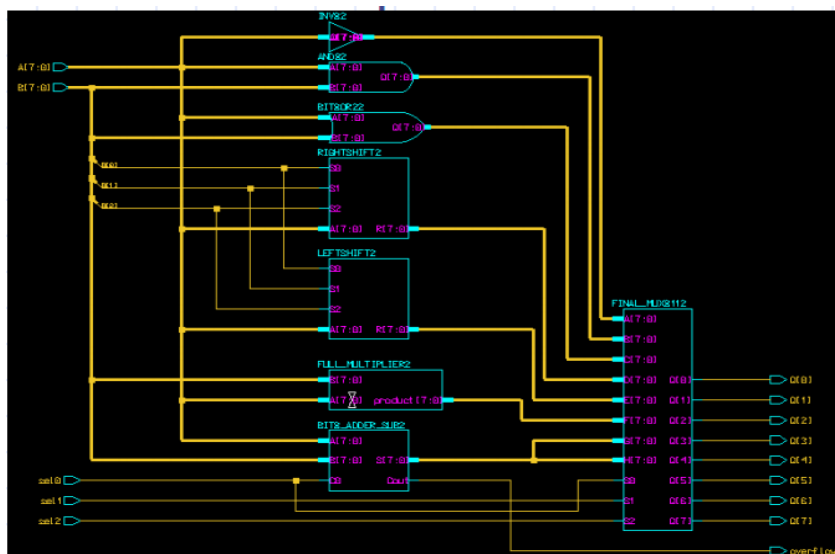 INV82
A[7:0] Q[7:0]
AND82
A[7:0]
A[7:0] Q[7:0]
B[7:0]
B[7:0]
BIT8OR22
A[7:0]
Q[7:0]
B[7:0]
RIGHTSHIFT2
B[0] S0
B[1] S1
B[2] S2
A[7:0] R[7:0]
LEFTSHIFT2
S0
S1
S2
A[7:0] R[7:0]
FINAL_MUX8112
A[7:0]
B[7:0]
C[7:0]
D[7:0] Q[0] Q[0]
E[7:0] Q[1] Q[1]
F[7:0] Q[2] Q[2]
G[7:0] Q[3] Q[3]
H[7:0] Q[4] Q[4]
S0 Q[5] Q[5]
S1 Q[6] Q[6]
S2 Q[7] Q[7]
FULL_MULTIPLIER2
B[7:0]
product[7:0]
BIT8_ADDER_SUB2
A[7:0]
B[7:0] S[7:0]
sel0 C0 Cout
sel1
sel2
overflow